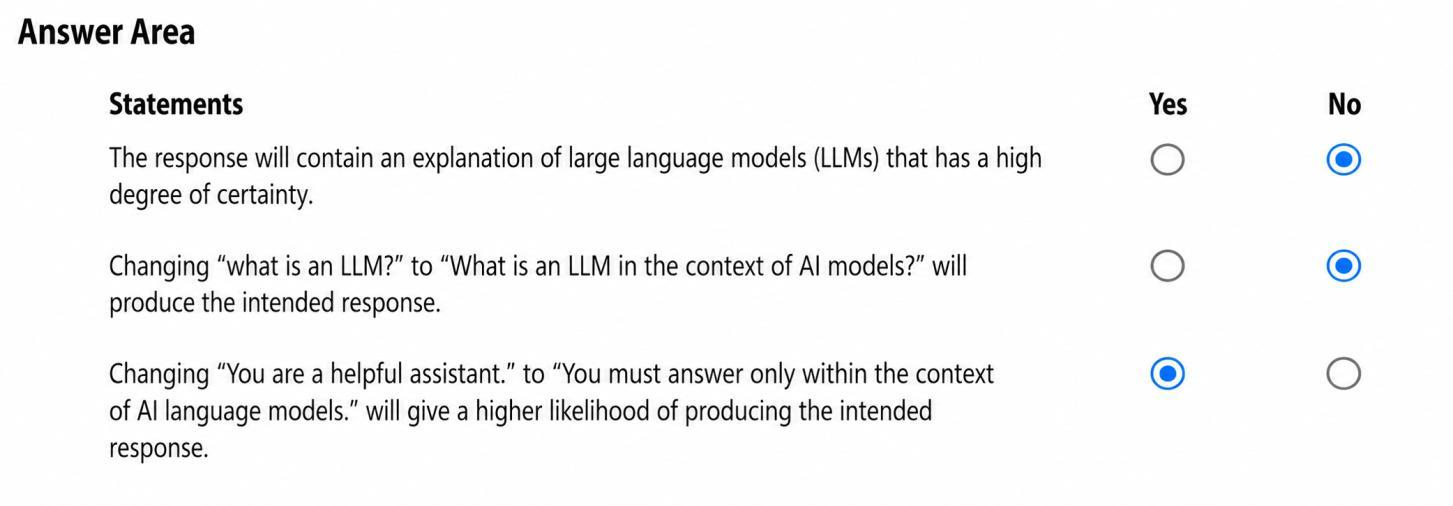 Answer Area
Statements Yes No
The response will contain an explanation of large language models (LLMs) that has a high
degree of certainty.
Changing “what is an LLM?” to “What is an LLM in the context of AI models?” will
produce the intended response.
Changing “You are a helpful assistant.” to “You must answer only within the context
of AI language models.” will give a higher likelihood of producing the intended
response.